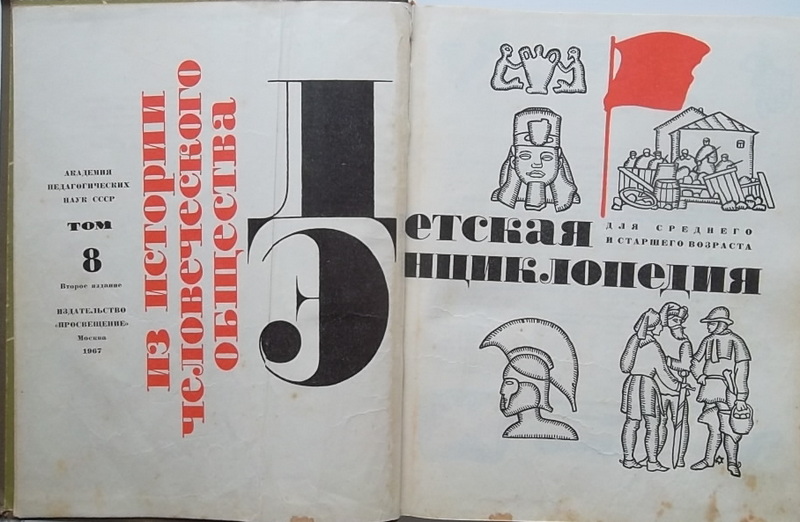 АКАДЕМИЯ
ПЕДАГОГИЧЕСКИХ
НАУК СССР
ТОМ
8
Второе издание
ИЗДАТЕЛЬСТВО
«ПРОСВЕЩЕНИЕ»
Москва
1967
ИЗ ИСТОРИИ
ЧЕЛОВЕЧЕСКОГО
ОБЩЕСТВА
Детская
Энциклопедия
ДЛЯ СРЕДНЕГО
И СТАРШЕГО ВОЗРАСТА